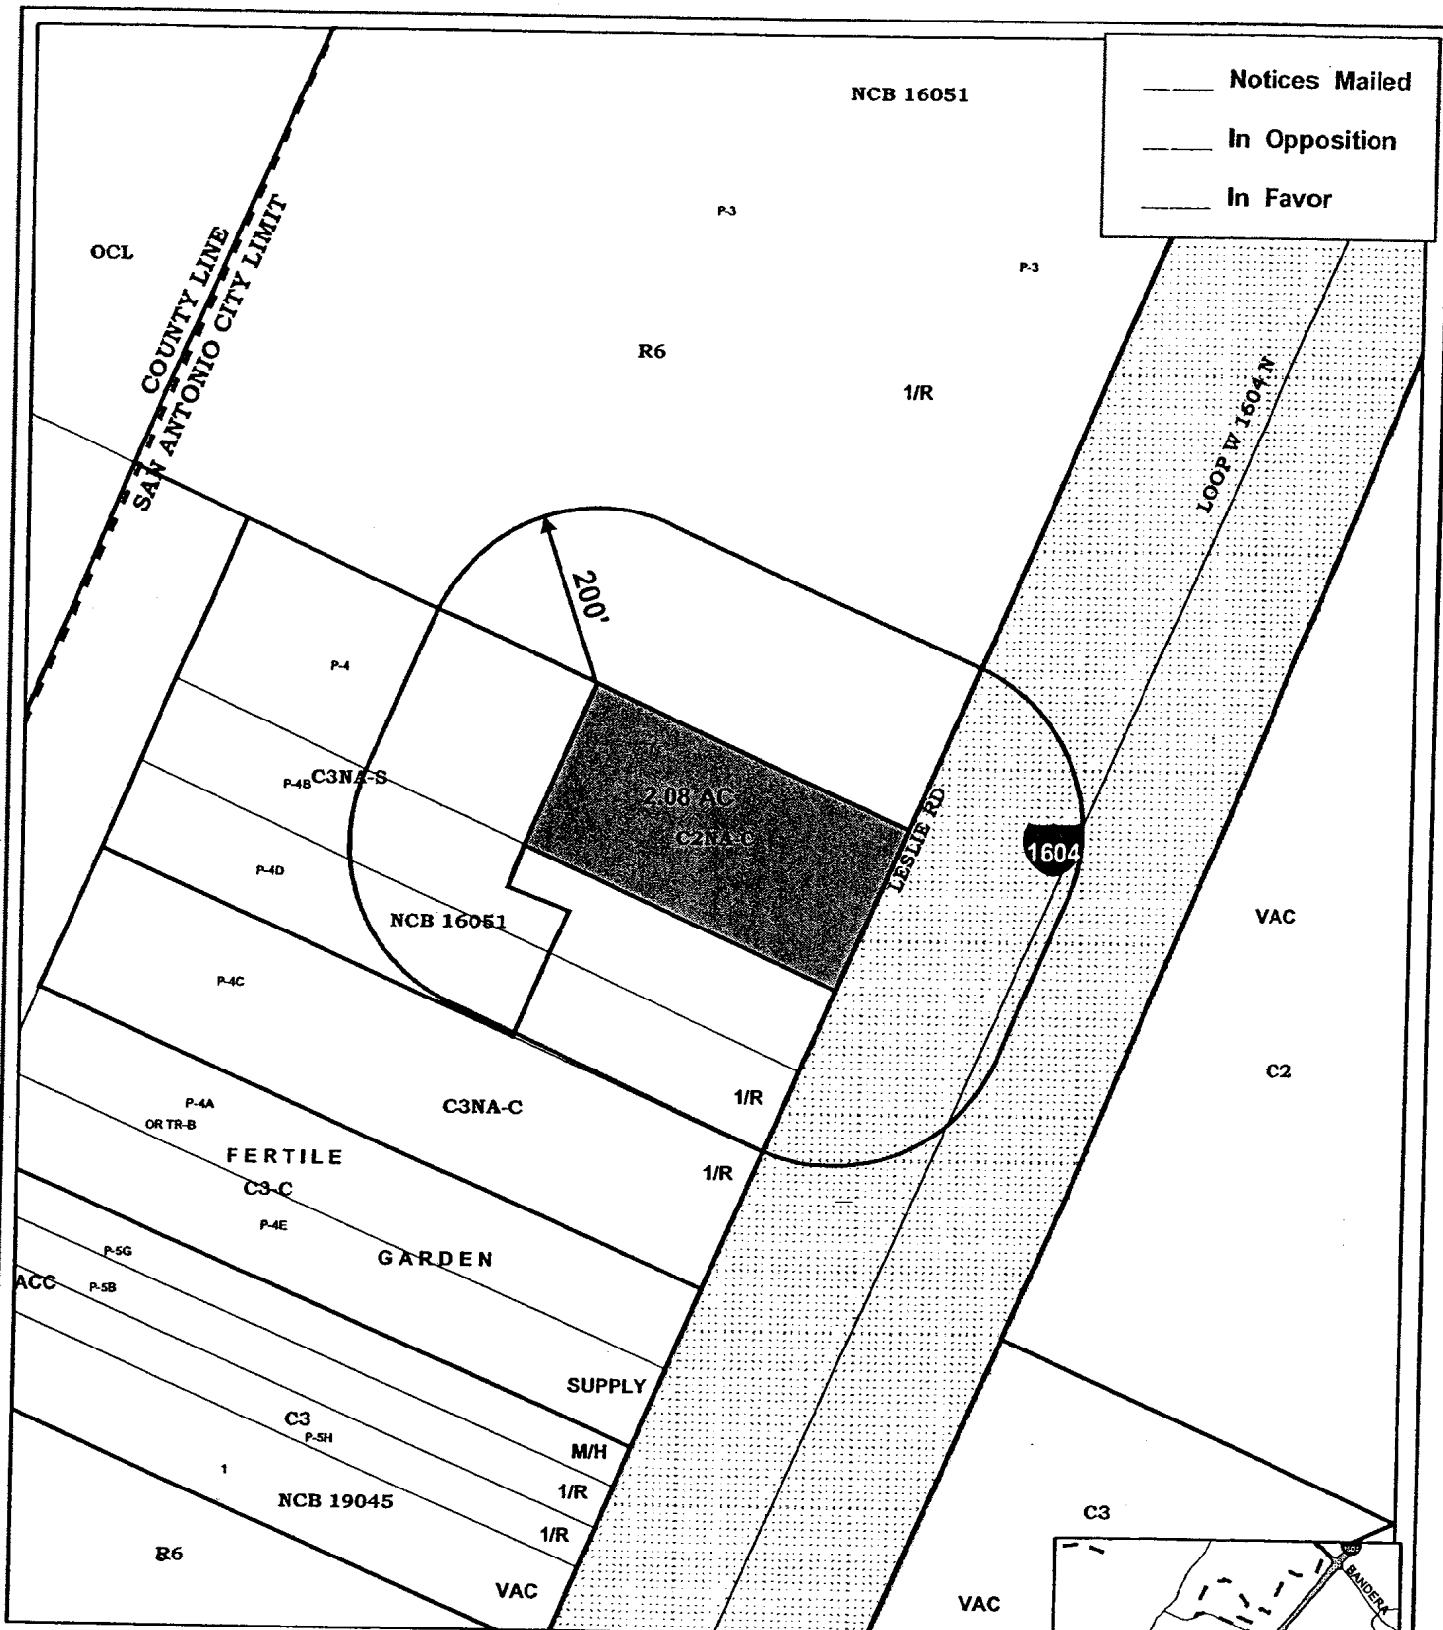 Notices Mailed
In Opposition
In Favor
NCB 16051
P-3
P-3
OCL
COUNTY LINE
SAN ANTONIO CITY LIMIT
R6
1/R
LOOP W 1604 N
200'
P-4
P-4B
C3NA-S
2.08 AC
C2NA-C
LESLIE RD
1604
P-4D
NCB 16051
VAC
P-4C
C2
1/R
C3NA-C
P-4A
OR TR-B
FERTILE
1/R
C3-C
P-4E
P-5G
GARDEN
ACC
P-5B
SUPPLY
C3
P-5H
M/H
1
1/R
NCB 19045
C3
1/R
R6
VAC
VAC
BANDERA